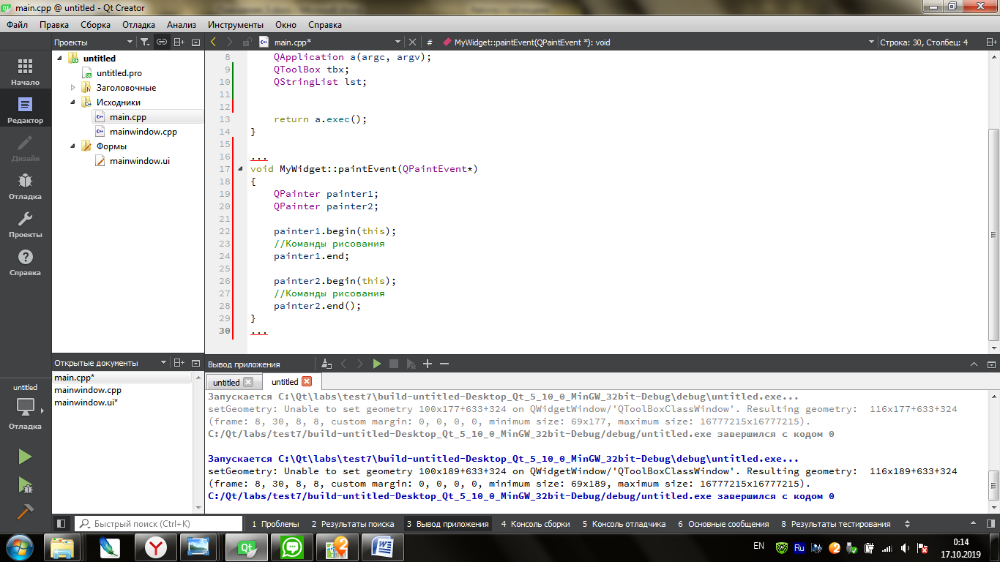 main.cpp @ untitled - Qt Creator
Файл Правка Сборка Отладка Анализ Инструменты Окно Справка
Проекты
main.cpp*
# MyWidget::paintEvent(QPaintEvent *): void
Строка: 30, Столбец: 4
Начало
Редактор
Дизайн
Отладка
Проекты
Справка
untitled
Отладка
untitled
untitled.pro
Заголовочные
Исходники
main.cpp
mainwindow.cpp
Формы
mainwindow.ui
8 QApplication a(argc, argv);
9 QToolBox tbx;
10 QStringList lst;
11
12
13 return a.exec();
14 }
15
16 ...
17 void MyWidget::paintEvent(QPaintEvent*)
18 {
19 QPainter painter1;
20 QPainter painter2;
21
22 painter1.begin(this);
23 //Команды рисования
24 painter1.end;
25
26 painter2.begin(this);
27 //Команды рисования
28 painter2.end();
29 }
30 ...
Открытые документы
main.cpp*
mainwindow.cpp
mainwindow.ui*
Вывод приложения
untitled untitled
Запускается C:\Qt\labs\test7\build-untitled-Desktop_Qt_5_10_0_MinGW_32bit-Debug\debug\untitled.exe...
setGeometry: Unable to set geometry 100x177+633+324 on QWidgetWindow/'QToolBoxClassWindow'. Resulting geometry: 116x177+633+324
(frame: 8, 30, 8, 8, custom margin: 0, 0, 0, 0, minimum size: 69x177, maximum size: 16777215x16777215).
C:/Qt/labs/test7/build-untitled-Desktop_Qt_5_10_0_MinGW_32bit-Debug/debug/untitled.exe завершился с кодом 0
Запускается C:\Qt\labs\test7\build-untitled-Desktop_Qt_5_10_0_MinGW_32bit-Debug\debug\untitled.exe...
setGeometry: Unable to set geometry 100x189+633+324 on QWidgetWindow/'QToolBoxClassWindow'. Resulting geometry: 116x189+633+324
(frame: 8, 30, 8, 8, custom margin: 0, 0, 0, 0, minimum size: 69x189, maximum size: 16777215x16777215).
C:/Qt/labs/test7/build-untitled-Desktop_Qt_5_10_0_MinGW_32bit-Debug/debug/untitled.exe завершился с кодом 0
Быстрый поиск (Ctrl+K)
1 Проблемы 2 Результаты поиска 3 Вывод приложения 4 Консоль сборки 5 Консоль отладчика 6 Основные сообщения 8 Результаты тестирования
EN Ru 0:14
17.10.2019